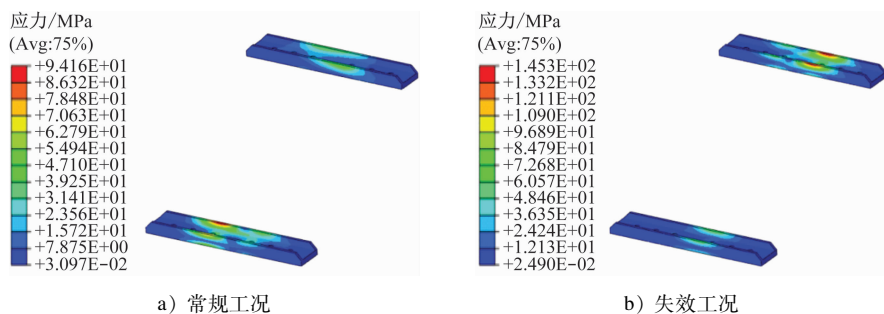 应力/MPa
(Avg:75%)
+9.416E+01
+8.632E+01
+7.848E+01
+7.063E+01
+6.279E+01
+5.494E+01
+4.710E+01
+3.925E+01
+3.141E+01
+2.356E+01
+1.572E+01
+7.875E+00
+3.097E-02
a) 常规工况
应力/MPa
(Avg:75%)
+1.453E+02
+1.332E+02
+1.211E+02
+1.090E+02
+9.689E+01
+8.479E+01
+7.268E+01
+6.057E+01
+4.846E+01
+3.635E+01
+2.424E+01
+1.213E+01
+2.490E-02
b) 失效工况